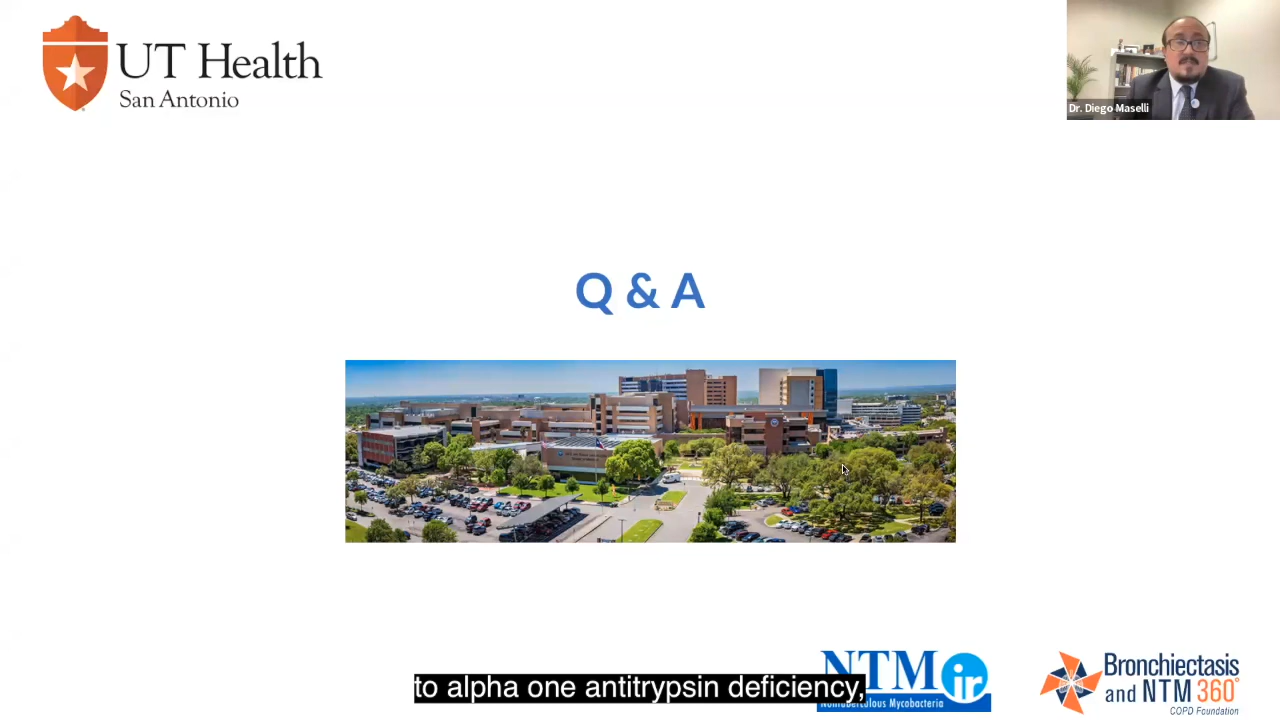 UT Health
San Antonio
Dr. Diego Maselli
Q & A
NTM
ir
Nontuberculous Mycobacteria
to alpha one antitrypsin deficiency,
Bronchiectasis
and NTM 360°
COPD Foundation